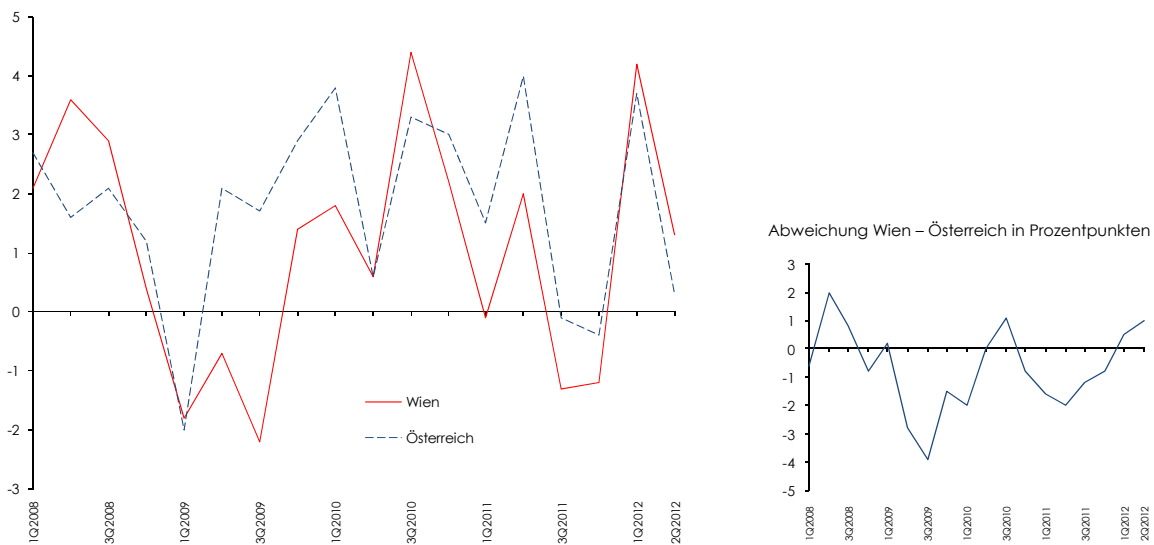 5
4
3
2
1
0
-1
-2
-3
Wien
Österreich
1Q2008
3Q2008
1Q2009
3Q2009
1Q2010
3Q2010
1Q2011
3Q2011
1Q2012
2Q2012
Abweichung Wien – Österreich in Prozentpunkten
3
2
1
0
-1
-2
-3
-4
-5
1Q2008
3Q2008
1Q2009
3Q2009
1Q2010
3Q2010
1Q2011
3Q2011
1Q2012
2Q2012